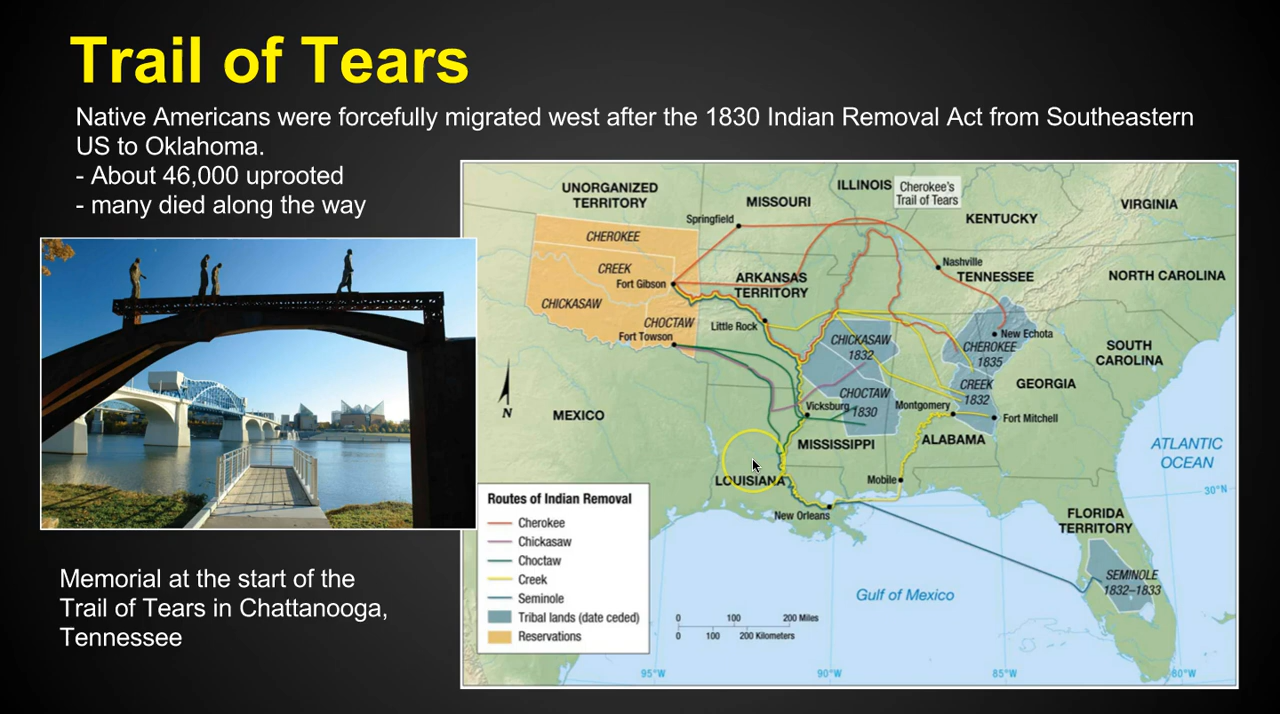 Trail of Tears
Native Americans were forcefully migrated west after the 1830 Indian Removal Act from Southeastern
US to Oklahoma.
- About 46,000 uprooted
- many died along the way
Memorial at the start of the
Trail of Tears in Chattanooga,
Tennessee
UNORGANIZED
TERRITORY
MISSOURI
ILLINOIS
Cherokee's
Trail of Tears
KENTUCKY
VIRGINIA
Springfield
CHEROKEE
CREEK
Fort Gibson
CHICKASAW
CHOCTAW
Fort Towson
ARKANSAS
TERRITORY
Little Rock
Nashville
TENNESSEE
NORTH CAROLINA
New Echota
CHEROKEE
1835
SOUTH
CAROLINA
CHICKASAW
1832
CREEK
1832
GEORGIA
CHOCTAW
1830
Vicksburg
Montgomery
Fort Mitchell
N
MEXICO
MISSISSIPPI
ALABAMA
ATLANTIC
OCEAN
LOUISIANA
Mobile
30°N
New Orleans
FLORIDA
TERRITORY
SEMINOLE
1832–1833
Gulf of Mexico
Routes of Indian Removal
Cherokee
Chickasaw
Choctaw
Creek
Seminole
Tribal lands (date ceded)
Reservations
0 100 200 Miles
0 100 200 Kilometers
95°W
90°W
85°W
80°W